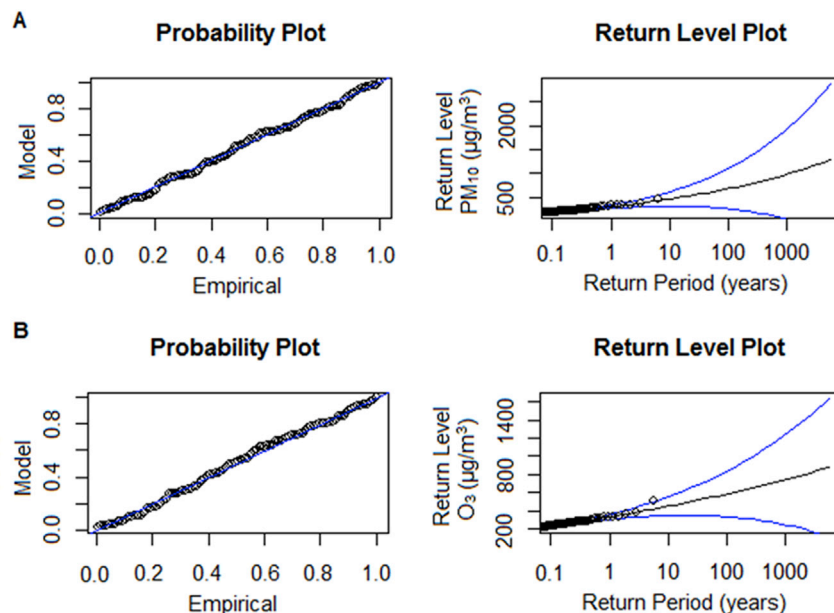 A
Probability Plot
Return Level Plot
Model
0.0 0.4 0.8
0.0 0.2 0.4 0.6 0.8 1.0
Empirical
Return Level
PM₁₀ (µg/m³)
500 2000
0.1 1 10 100 1000
Return Period (years)
B
Probability Plot
Return Level Plot
Model
0.0 0.4 0.8
0.0 0.2 0.4 0.6 0.8 1.0
Empirical
Return Level
O₃ (µg/m³)
200 800 1400
0.1 1 10 100 1000
Return Period (years)